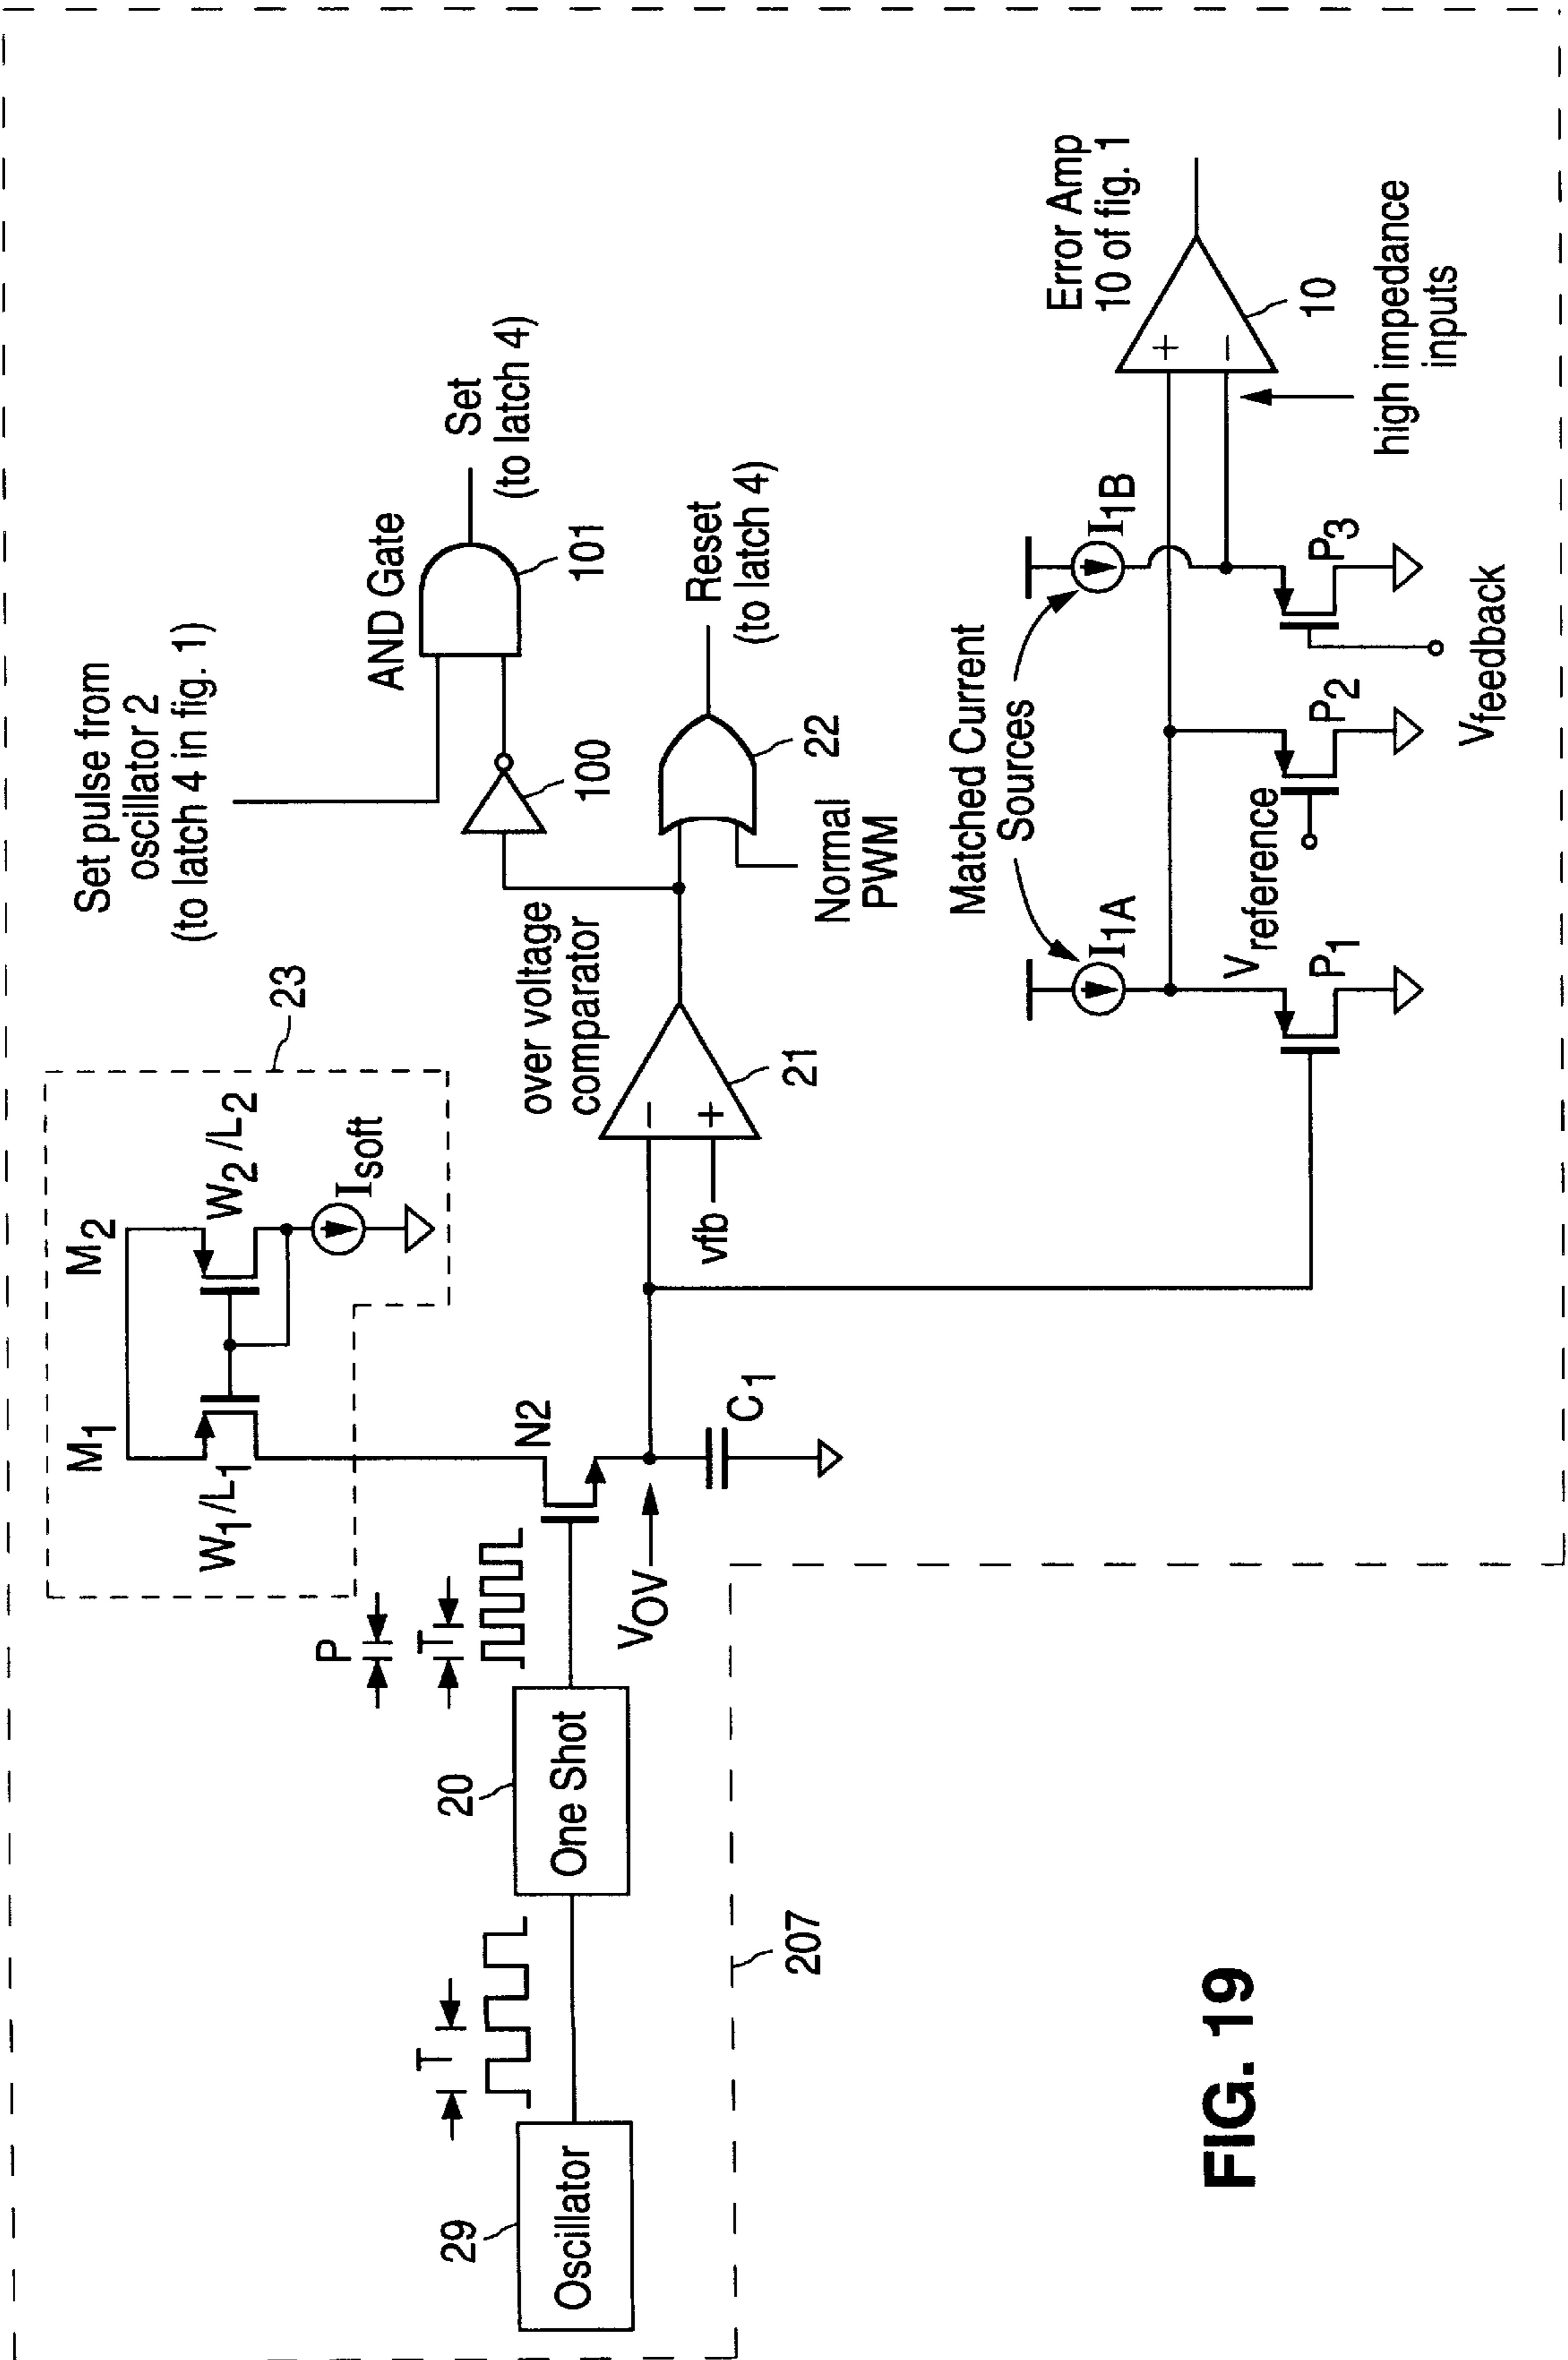 Set pulse from
oscillator 2
(to latch 4 in fig. 1)
AND Gate
101
Set
(to latch 4)
100
23
M1
M2
W1/L1
W2/L2
Isoft
over voltage
comparator
21
vfb
22
Normal
PWM
Reset
(to latch 4)
P
T
N2
C1
VOV
20
One Shot
T
29
Oscillator
207
Matched Current
Sources
I1A
I1B
Error Amp
10 of fig. 1
+
−
10
high impedance
inputs
−
+
Vreference
P1
P2
P3
Vfeedback
FIG. 19